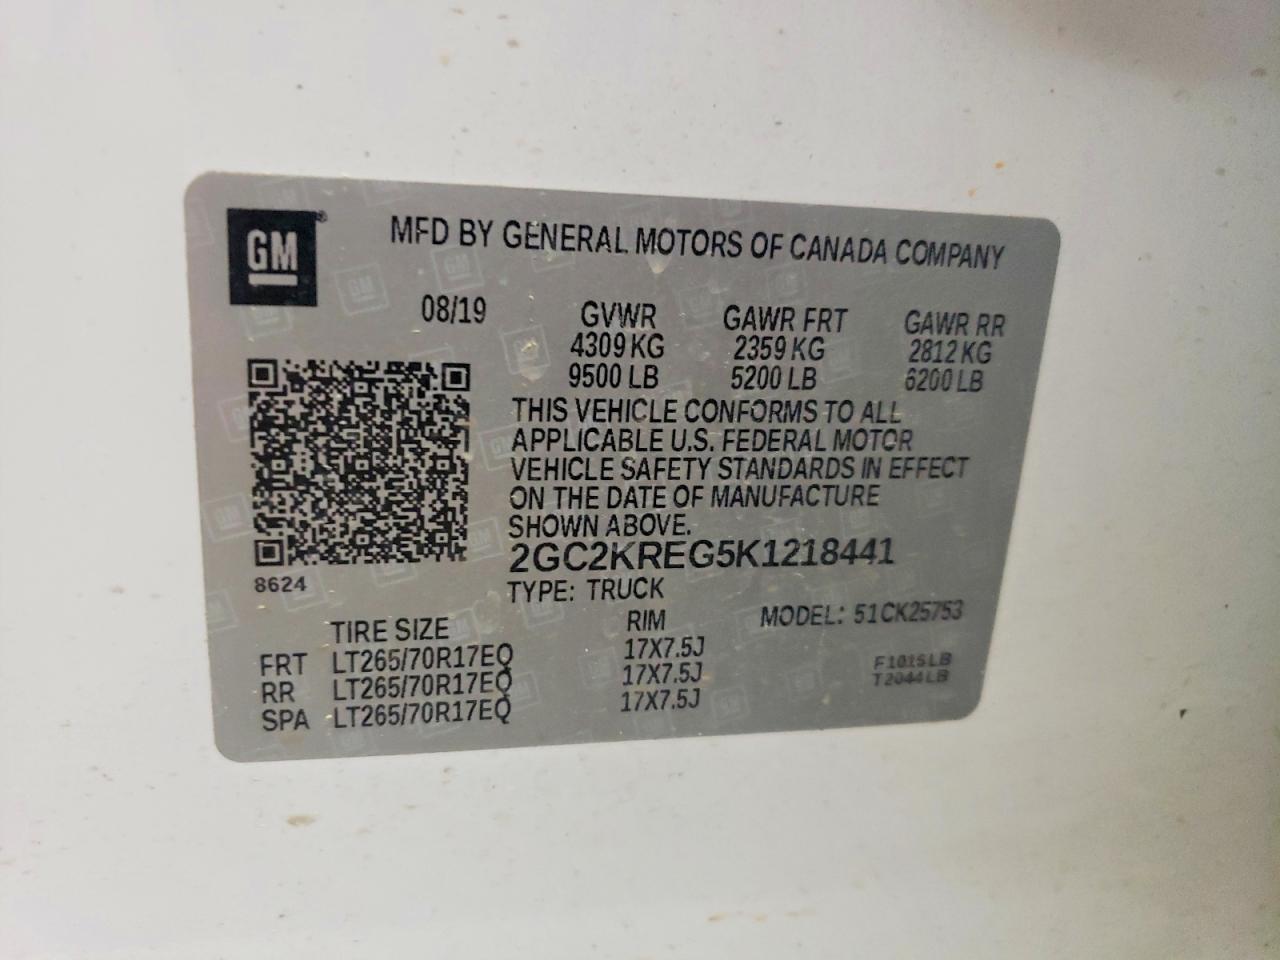 GM®
MFD BY GENERAL MOTORS OF CANADA COMPANY
08/19 GVWR GAWR FRT GAWR RR
4309 KG 2359 KG 2812 KG
9500 LB 5200 LB 6200 LB
THIS VEHICLE CONFORMS TO ALL
APPLICABLE U.S. FEDERAL MOTOR
VEHICLE SAFETY STANDARDS IN EFFECT
ON THE DATE OF MANUFACTURE
SHOWN ABOVE.
2GC2KREG5K1218441
8624
TYPE: TRUCK
TIRE SIZE RIM MODEL: 51CK25753
FRT LT265/70R17EQ 17X7.5J
RR LT265/70R17EQ 17X7.5J
SPA LT265/70R17EQ 17X7.5J
F1015LB
T2044LB